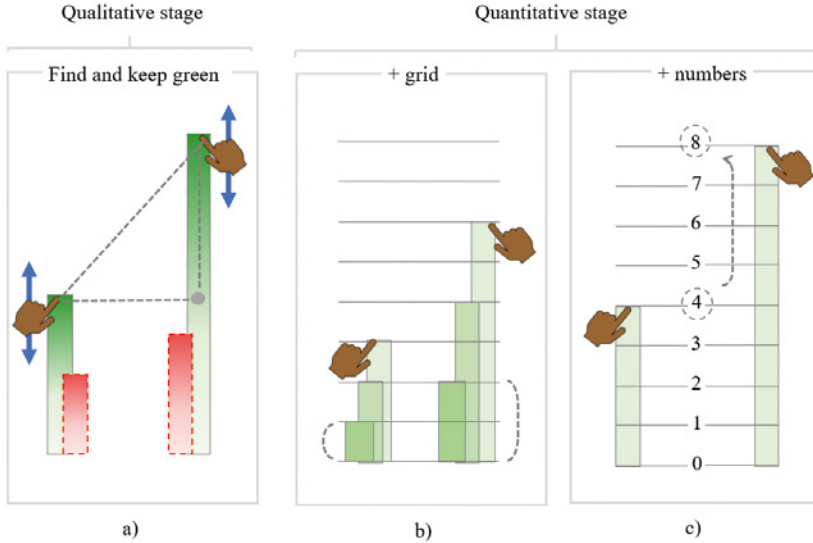 Qualitative stage
Quantitative stage
Find and keep green
+ grid
+ numbers
8
7
6
5
4
3
2
1
0
a)
b)
c)